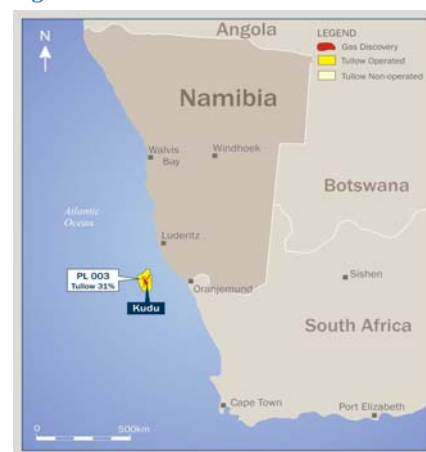 Angola
LEGEND
Gas Discovery
Tullow Operated
Tullow Non-operated
N
Namibia
Walvis
Bay
Windhoek
Botswana
Atlantic
Ocean
Luderitz
PL 003
Tullow 31%
Kudu
Oranjemund
Sishen
South Africa
Cape Town
Port Elizabeth
0
500km